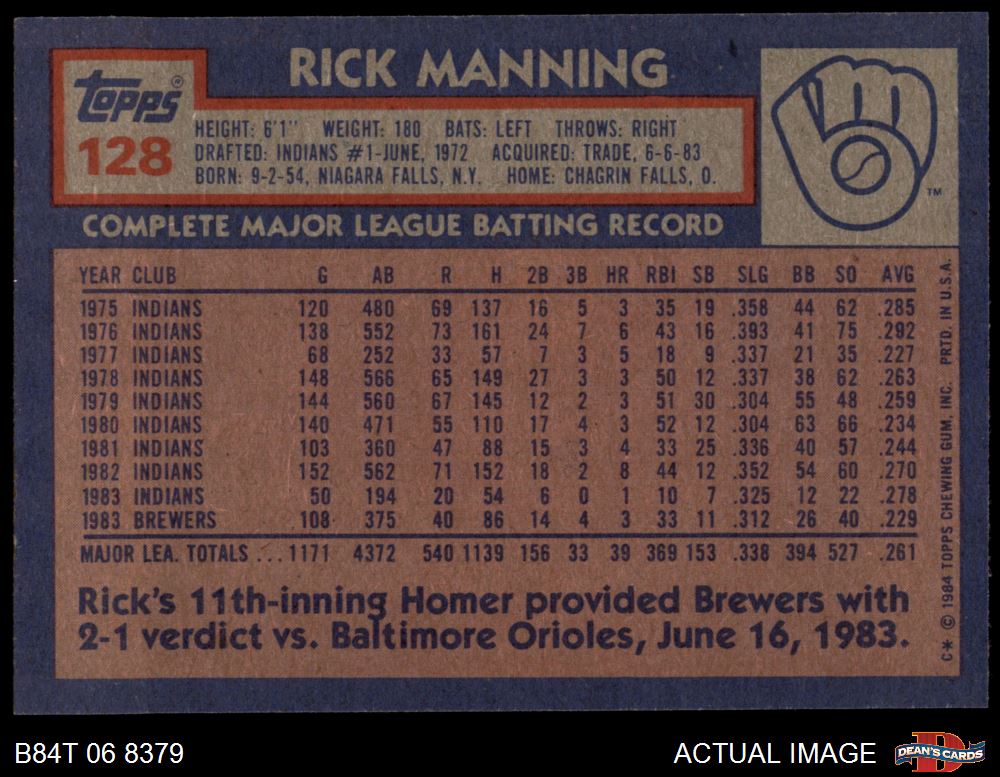 RICK MANNING
Topps®
128
HEIGHT: 6'1" WEIGHT: 180 BATS: LEFT THROWS: RIGHT
DRAFTED: INDIANS #1-JUNE, 1972 ACQUIRED: TRADE, 6-6-83
BORN: 9-2-54, NIAGARA FALLS, N.Y. HOME: CHAGRIN FALLS, O.
TM
COMPLETE MAJOR LEAGUE BATTING RECORD
YEAR CLUB G AB R H 2B 3B HR RBI SB SLG BB SO AVG
1975 INDIANS 120 480 69 137 16 5 3 35 19 .358 44 62 .285
1976 INDIANS 138 552 73 161 24 7 6 43 16 .393 41 75 .292
1977 INDIANS 68 252 33 57 7 3 5 18 9 .337 21 35 .227
1978 INDIANS 148 566 65 149 27 3 3 50 12 .337 38 62 .263
1979 INDIANS 144 560 67 145 12 2 3 51 30 .304 55 48 .259
1980 INDIANS 140 471 55 110 17 4 3 52 12 .304 63 66 .234
1981 INDIANS 103 360 47 88 15 3 4 33 25 .336 40 57 .244
1982 INDIANS 152 562 71 152 18 2 8 44 12 .352 54 60 .270
1983 INDIANS 50 194 20 54 6 0 1 10 7 .325 12 22 .278
1983 BREWERS 108 375 40 86 14 4 3 33 11 .312 26 40 .229
MAJOR LEA. TOTALS ... 1171 4372 540 1139 156 33 39 369 153 .338 394 527 .261
Rick's 11th-inning Homer provided Brewers with
2-1 verdict vs. Baltimore Orioles, June 16, 1983.
C* © 1984 TOPPS CHEWING GUM, INC. PRTD. IN U.S.A.
B84T 06 8379
ACTUAL IMAGE
D
DEAN'S CARDS